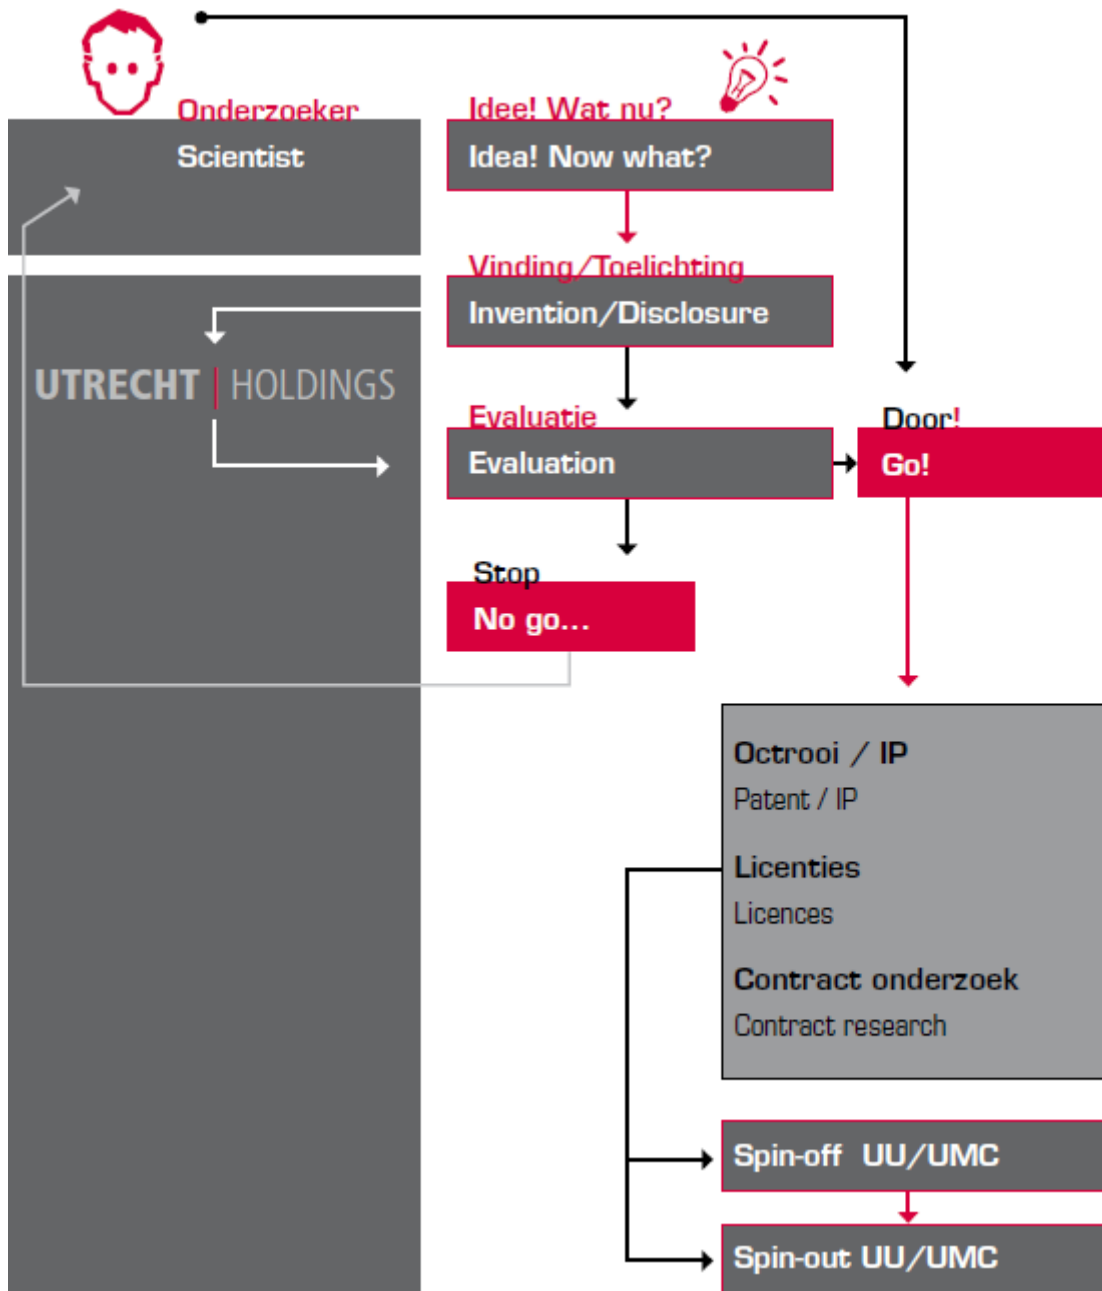 Onderzoeker
Scientist
Idee! Wat nu?
Idea! Now what?
Vinding/Toelichting
Invention/Disclosure
UTRECHT | HOLDINGS
Evaluatie
Evaluation
Door!
Go!
Stop
No go...
Octrooi / IP
Patent / IP
Licenties
Licences
Contract onderzoek
Contract research
Spin-off UU/UMC
Spin-out UU/UMC